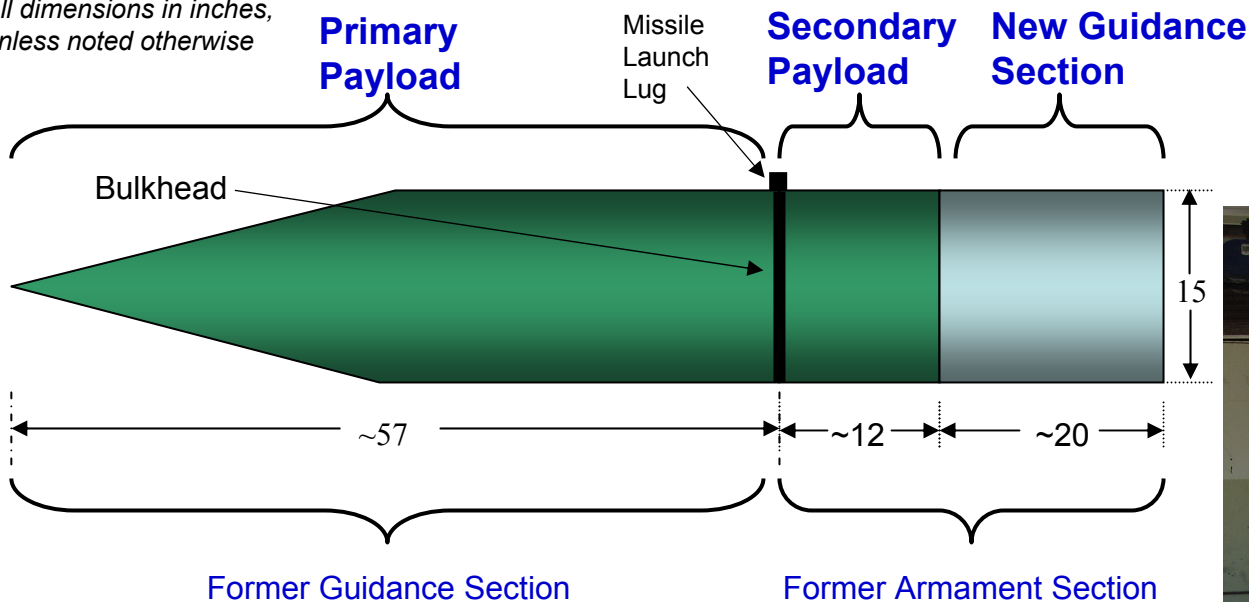 ll dimensions in inches,
nless noted otherwise
Primary
Payload
Missile
Launch
Lug
Secondary
Payload
New Guidance
Section
Bulkhead
15
~57
~12
~20
Former Guidance Section
Former Armament Section